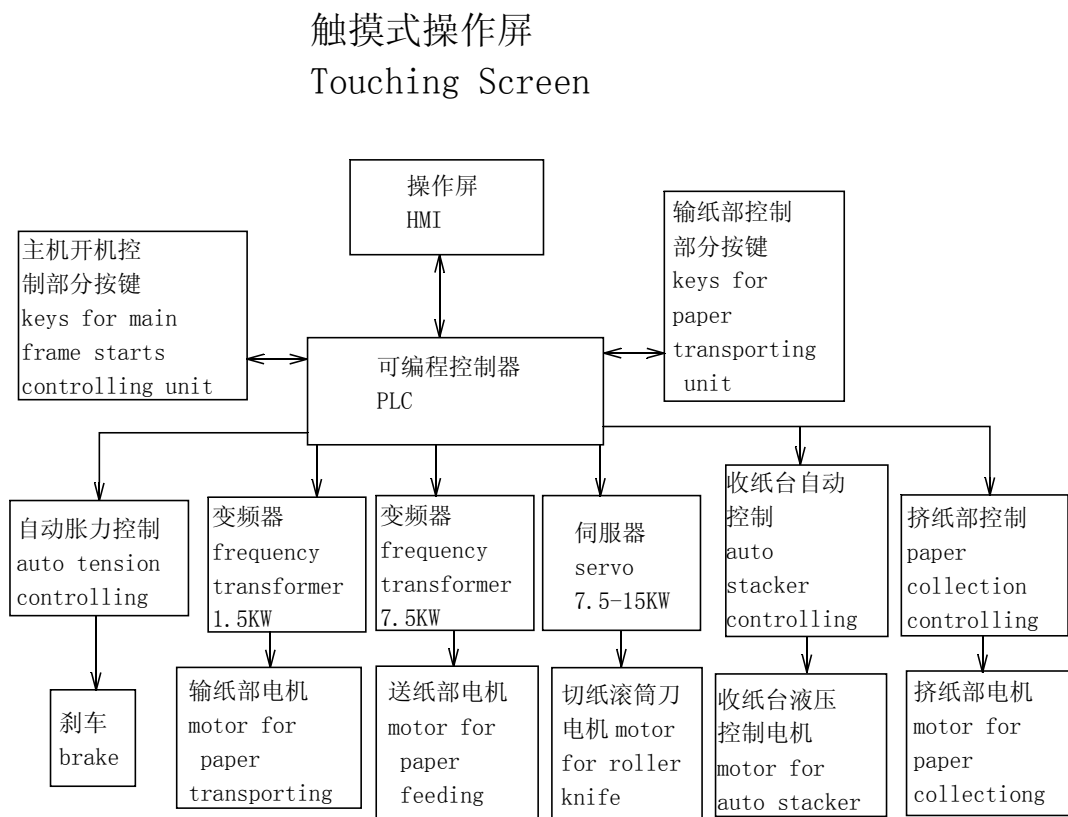 触摸式操作屏
Touching Screen
操作屏
HMI
主机开机控
制部分按键
keys for main
frame starts
controlling unit
输纸部控制
部分按键
keys for
paper
transporting
unit
可编程控制器
PLC
自动胀力控制
auto tension
controlling
变频器
frequency
transformer
1.5KW
变频器
frequency
transformer
7.5KW
伺服器
servo
7.5-15KW
收纸台自动
控制
auto
stacker
controlling
挤纸部控制
paper
collection
controlling
刹车
brake
输纸部电机
motor for
paper
transporting
送纸部电机
motor for
paper
feeding
切纸滚筒刀
电机 motor
for roller
knife
收纸台液压
控制电机
motor for
auto stacker
挤纸部电机
motor for
paper
collectiong